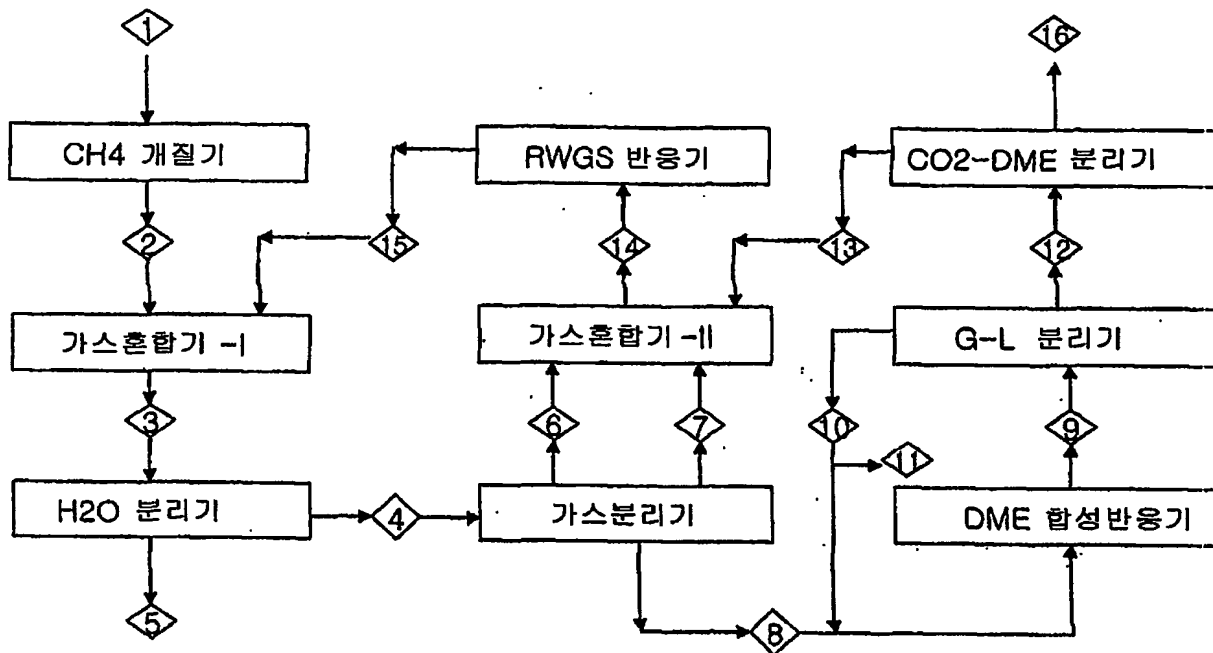 1
16
CH4 개질기
RWGS 반응기
CO2-DME 분리기
2
15
14
13
12
가스혼합기 -I
가스혼합기 -II
G-L 분리기
3
6
7
10
9
11
H2O 분리기
4
가스분리기
DME 합성반응기
5
8